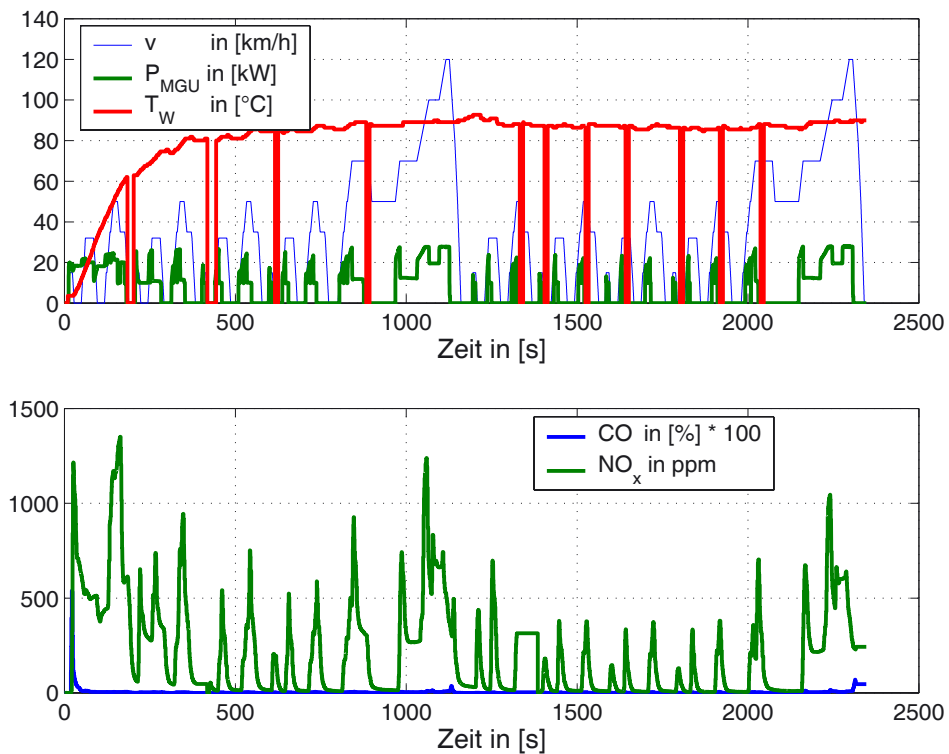 140
120
100
80
60
40
20
0
v in [km/h]
P_MGU in [kW]
T_W in [°C]
0 500 1000 1500 2000 2500
Zeit in [s]
1500
1000
500
0
CO in [%] * 100
NO_x in ppm
0 500 1000 1500 2000 2500
Zeit in [s]